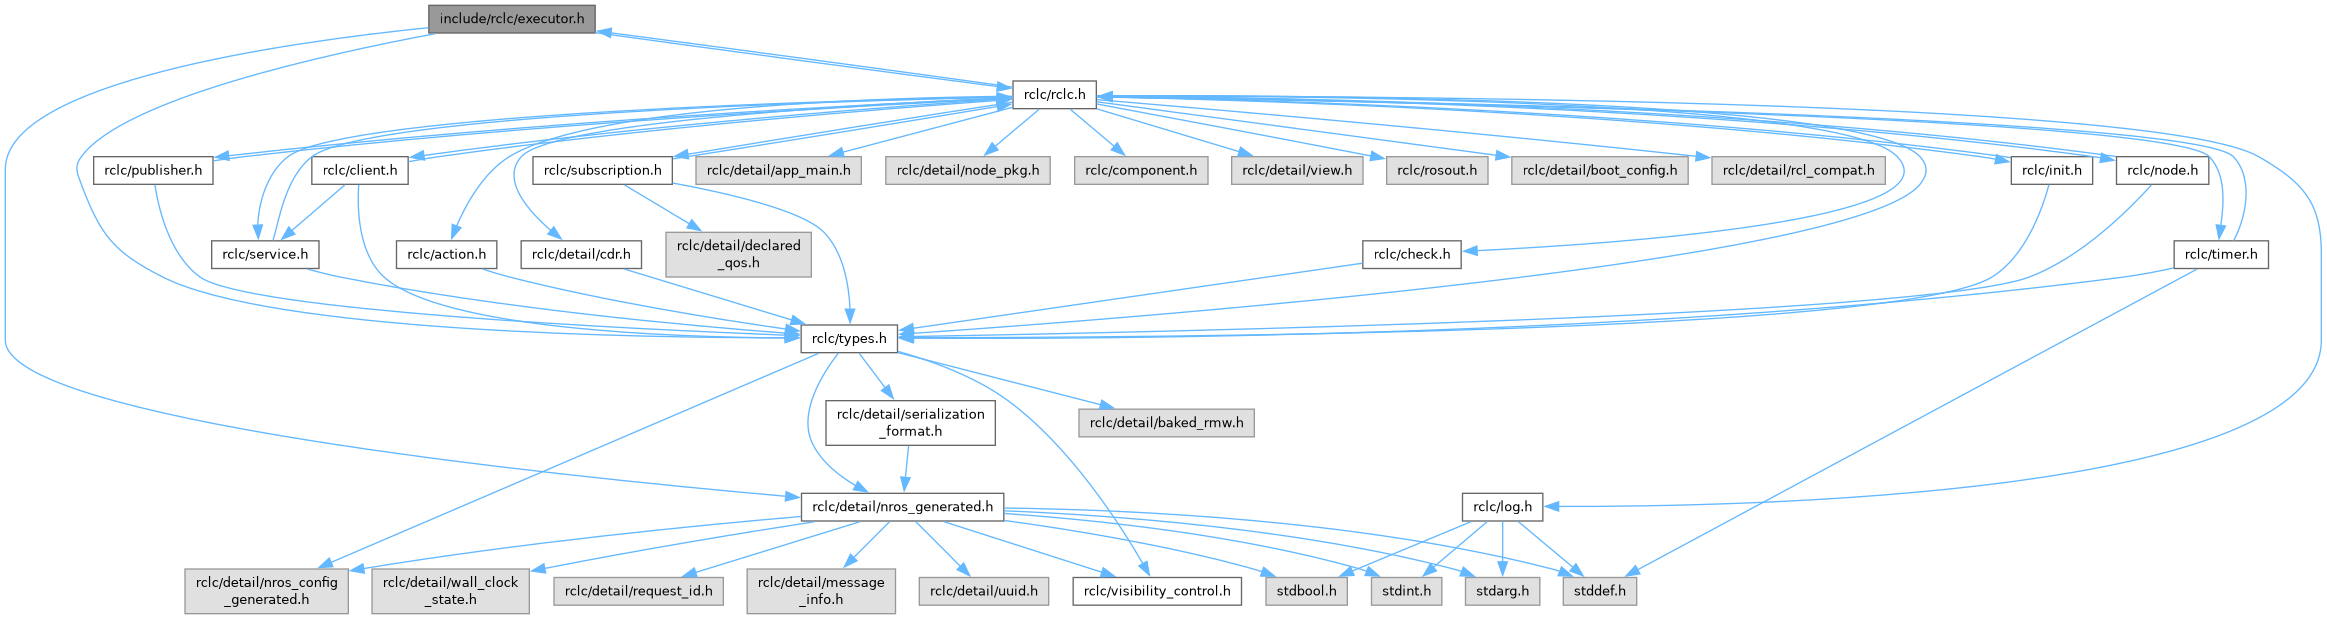 include/rclc/executor.h
rclc/rclc.h
rclc/publisher.h
rclc/client.h
rclc/subscription.h
rclc/detail/app_main.h
rclc/detail/node_pkg.h
rclc/component.h
rclc/detail/view.h
rclc/rosout.h
rclc/detail/boot_config.h
rclc/detail/rcl_compat.h
rclc/init.h
rclc/node.h
rclc/service.h
rclc/action.h
rclc/detail/cdr.h
rclc/detail/declared
_qos.h
rclc/check.h
rclc/timer.h
rclc/types.h
rclc/detail/serialization
_format.h
rclc/detail/baked_rmw.h
rclc/detail/nros_generated.h
rclc/log.h
rclc/detail/nros_config
_generated.h
rclc/detail/wall_clock
_state.h
rclc/detail/request_id.h
rclc/detail/message
_info.h
rclc/detail/uuid.h
rclc/visibility_control.h
stdbool.h
stdint.h
stdarg.h
stddef.h